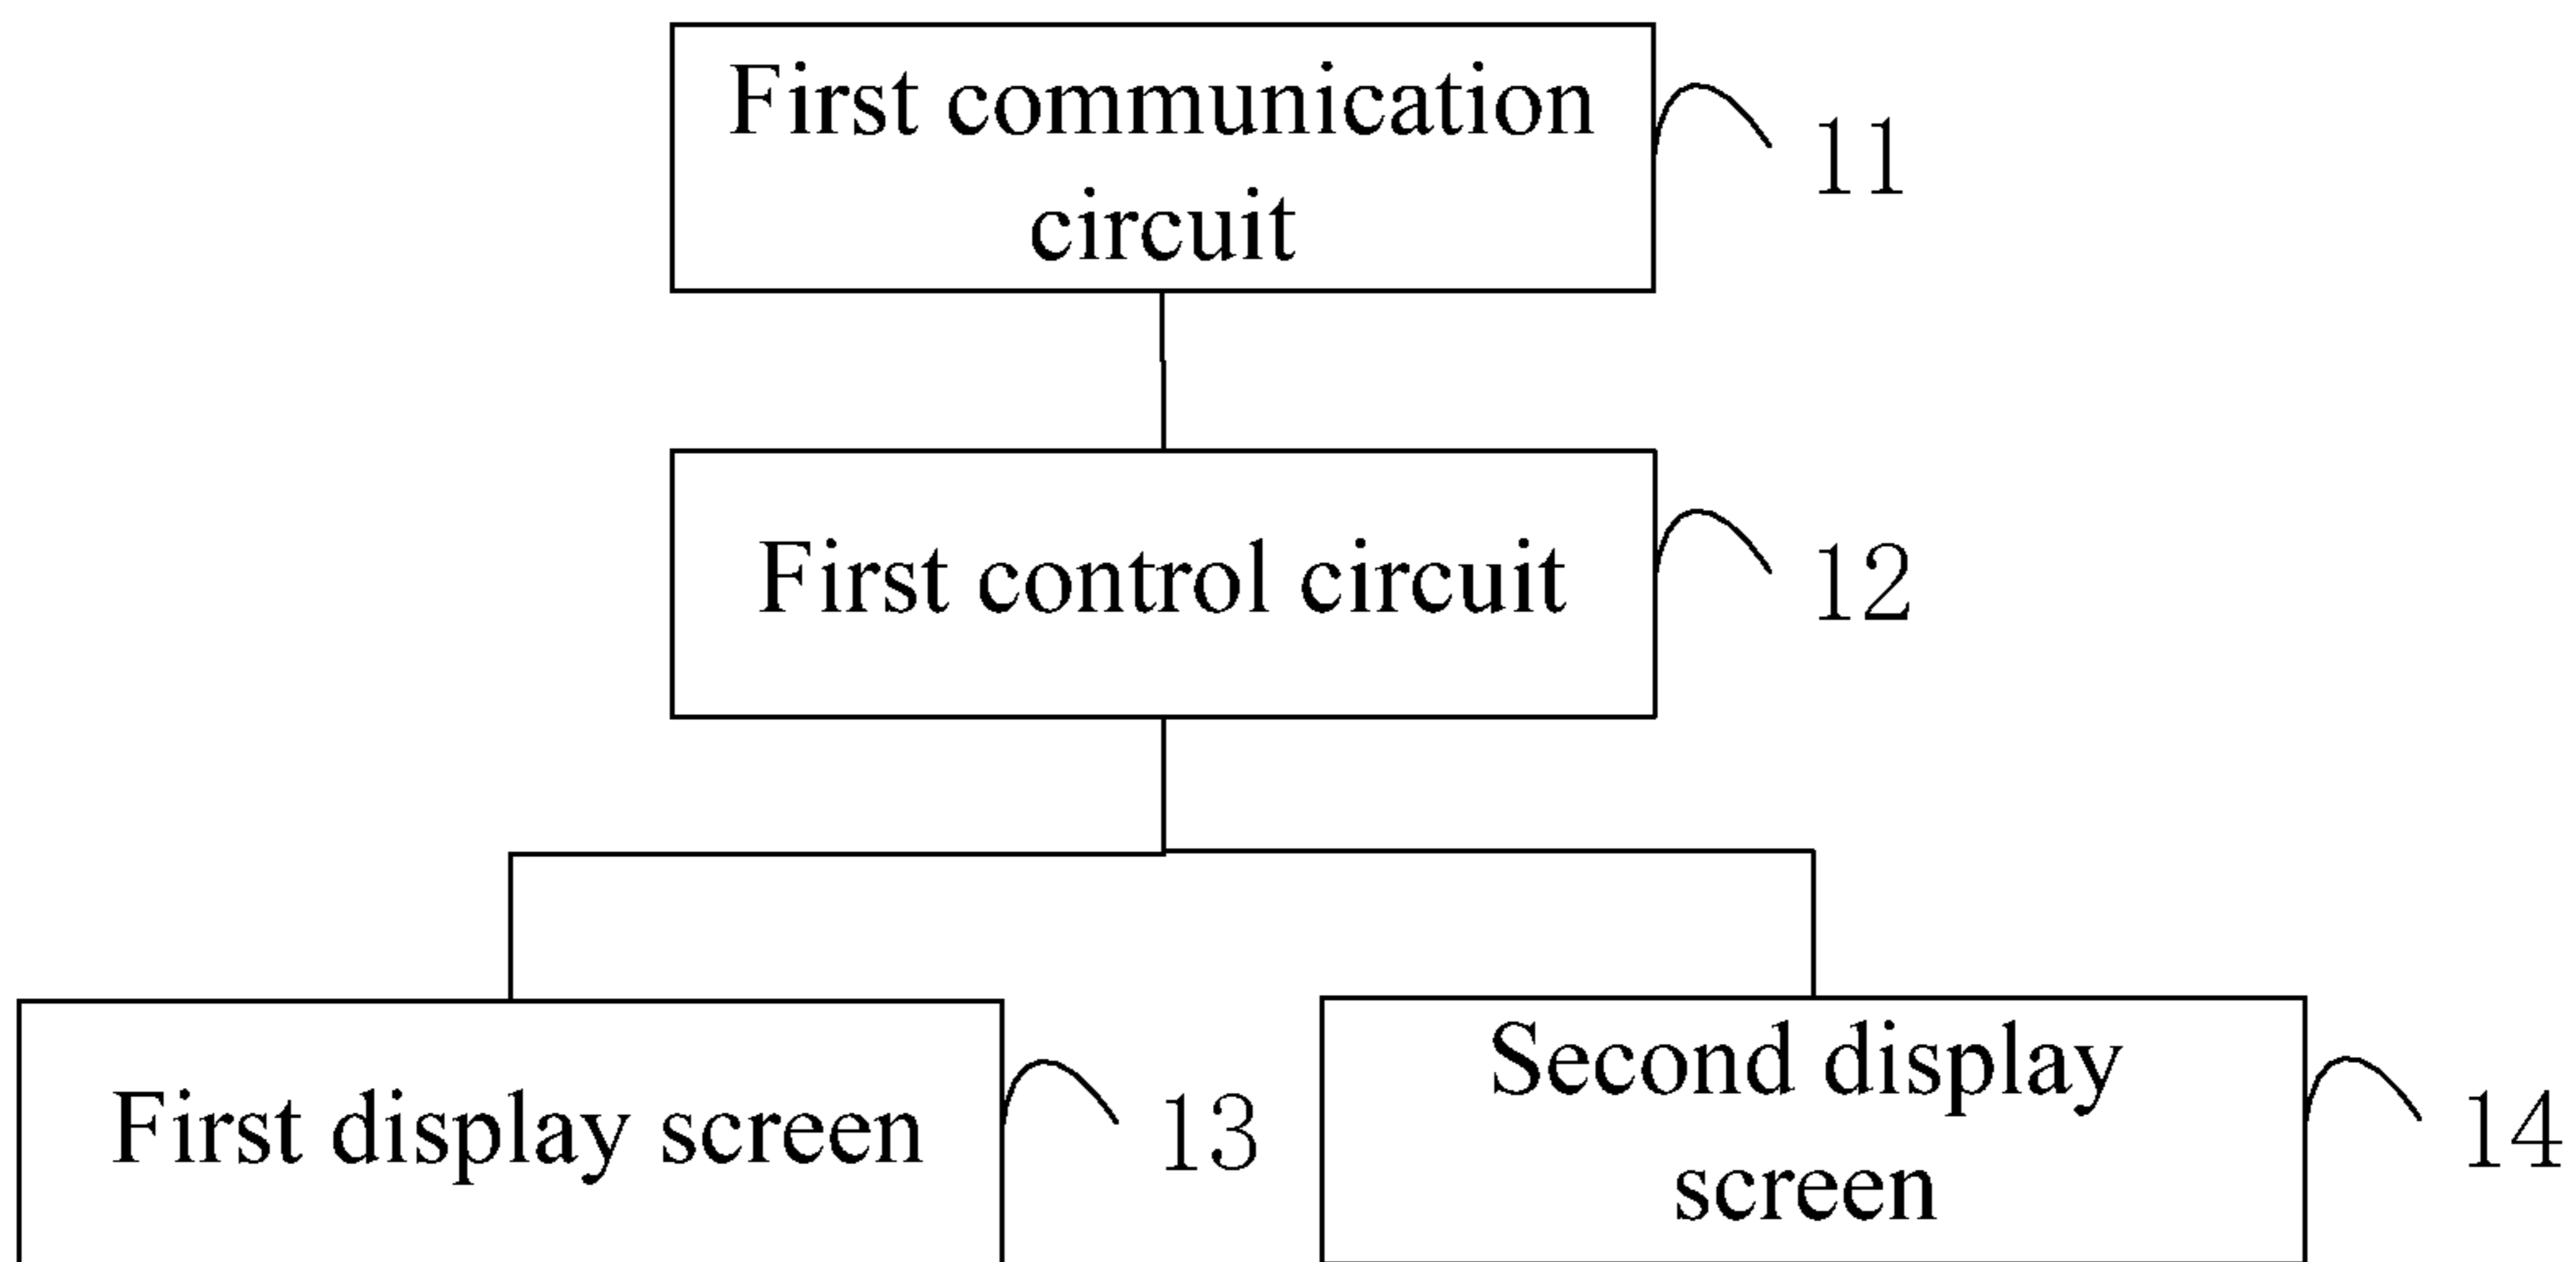 First communication
circuit
11
First control circuit
12
First display screen
13
Second display
screen
14